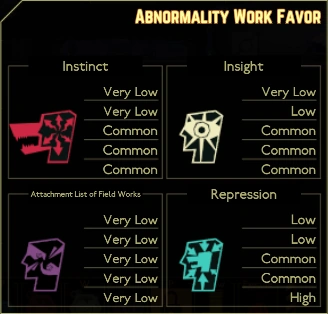 Abnormality Work Favor
Instinct
Very Low
Very Low
Common
Common
Common
Insight
Very Low
Low
Common
Common
Common
Attachment List of Field Works
Very Low
Very Low
Very Low
Very Low
Very Low
Repression
Low
Low
Common
Common
High